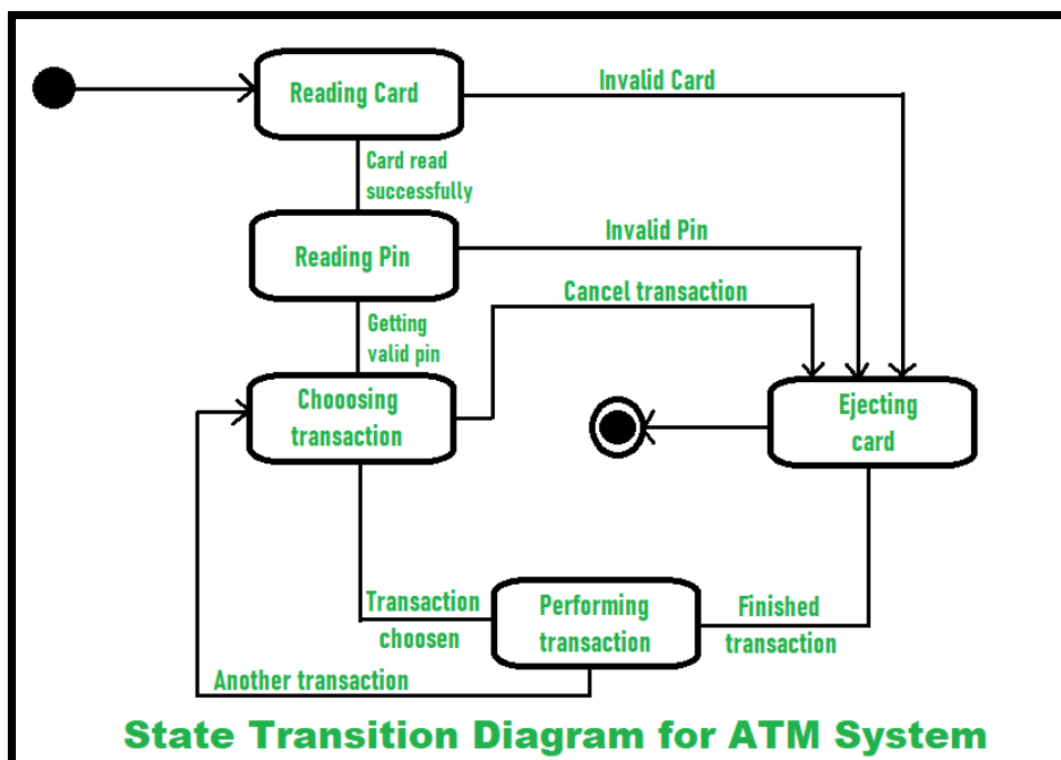 Reading Card
Invalid Card
Card read
successfully
Reading Pin
Invalid Pin
Cancel transaction
Getting
valid pin
Chooosing
transaction
Ejecting
card
Transaction
choosen
Performing
transaction
Finished
transaction
Another transaction
State Transition Diagram for ATM System